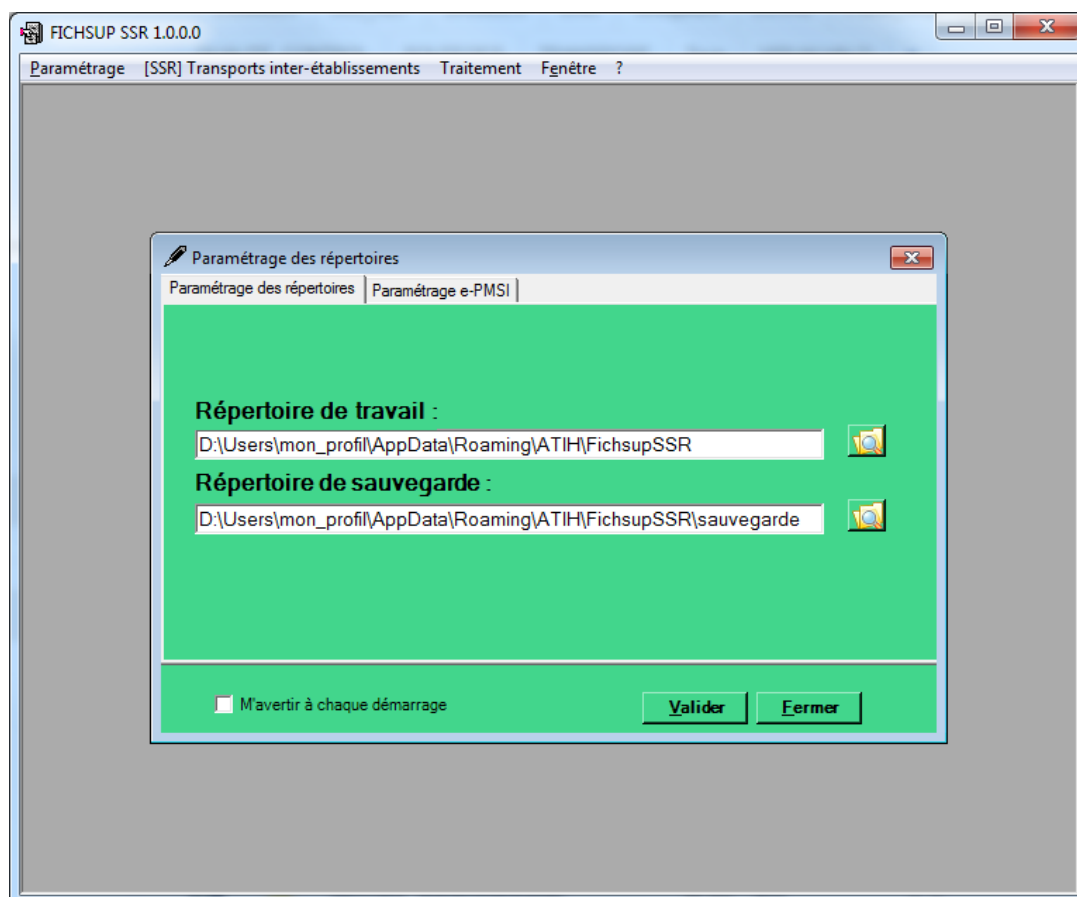 FICHSUP SSR 1.0.0.0
Paramétrage [SSR] Transports inter-établissements Traitement Fenêtre ?
Paramétrage des répertoires
Paramétrage des répertoires Paramétrage e-PMSI
Répertoire de travail :
D:\Users\mon_profil\AppData\Roaming\ATIH\FichsupSSR
Répertoire de sauvegarde :
D:\Users\mon_profil\AppData\Roaming\ATIH\FichsupSSR\sauvegarde
M'avertir à chaque démarrage Valider Fermer